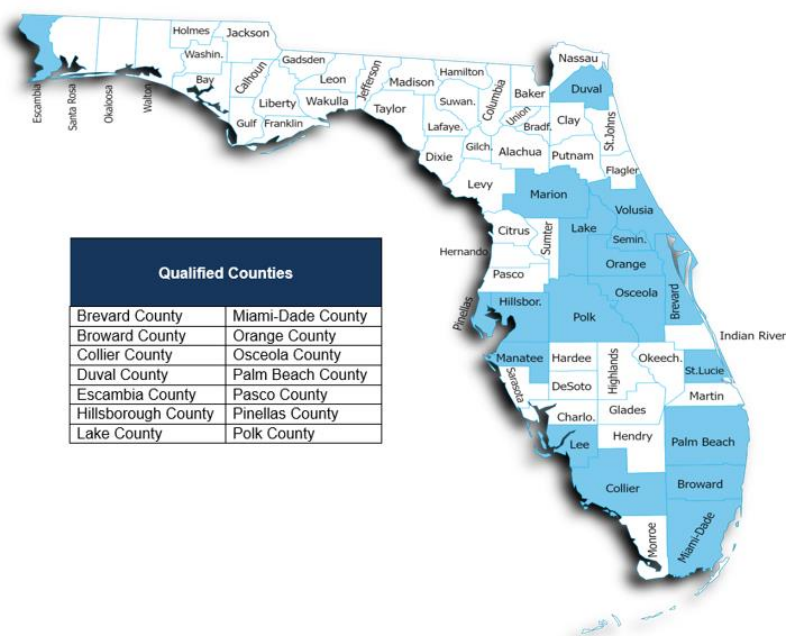 Holmes
Jackson
Washin.
Bay
Calhoun
Gadsden
Leon
Jefferson
Madison
Hamilton
Columbia
Baker
Nassau
Duval
Escambia
Santa Rosa
Okaloosa
Walton
Gulf
Liberty
Franklin
Wakulla
Taylor
Suwan.
Lafaye.
Union
Bradf.
Clay
St.Johns
Dixie
Gilch.
Alachua
Putnam
Flagler
Levy
Marion
Volusia
Citrus
Sumter
Lake
Semin.
Hernando
Orange
Pasco
Osceola
Brevard
Pinellas
Hillsbor.
Polk
Indian River
Manatee
Hardee
Highlands
Okeech.
St.Lucie
Sarasota
DeSoto
Martin
Charlo.
Glades
Lee
Hendry
Palm Beach
Collier
Broward
Monroe
Miami-Dade
Qualified Counties
Brevard County Miami-Dade County
Broward County Orange County
Collier County Osceola County
Duval County Palm Beach County
Escambia County Pasco County
Hillsborough County Pinellas County
Lake County Polk County